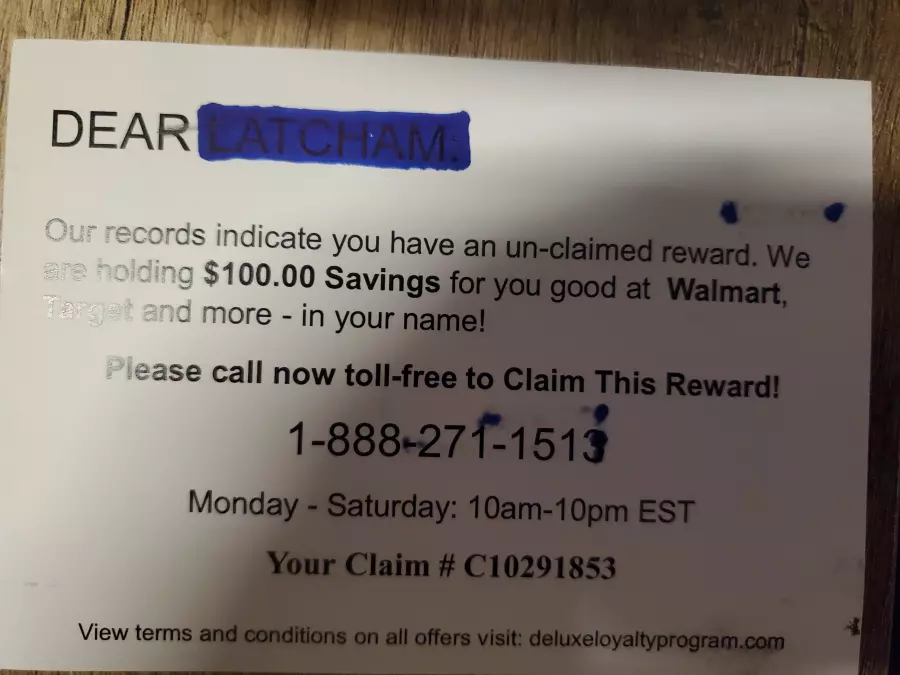 DEAR LATCHAM.
Our records indicate you have an un-claimed reward. We
are holding $100.00 Savings for you good at Walmart,
Target and more - in your name!
Please call now toll-free to Claim This Reward!
1-888-271-1513
Monday - Saturday: 10am-10pm EST
Your Claim # C10291853
View terms and conditions on all offers visit: deluxeloyaltyprogram.com